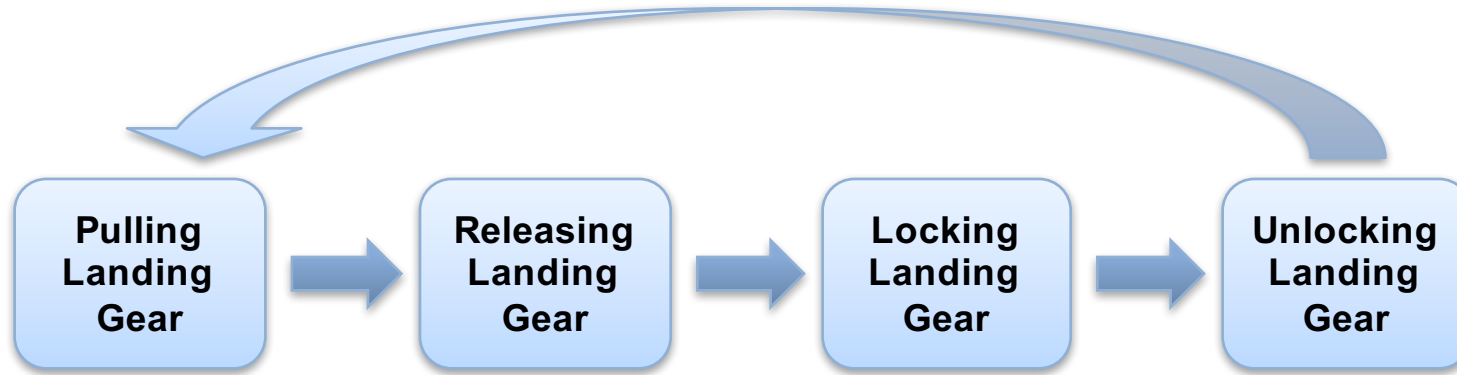 Pulling
Landing
Gear
Releasing
Landing
Gear
Locking
Landing
Gear
Unlocking
Landing
Gear